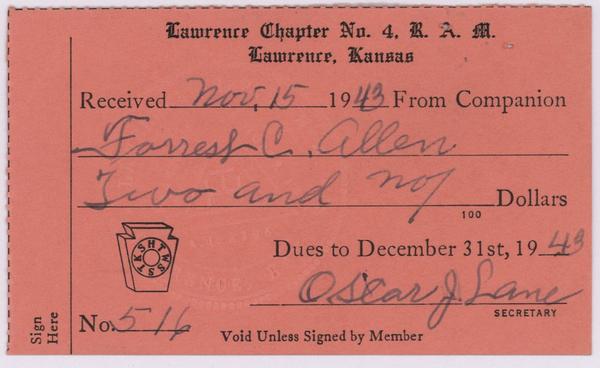 Lawrence Chapter No. 4, R. A. M.
Lawrence, Kansas
Received Nov. 15 1943 From Companion
Forrest C. Allen
Two and no/100 Dollars
HTWSSTKS
Dues to December 31st, 1943
Oscar J. Lane
SECRETARY
Sign Here
No. 516
Void Unless Signed by Member